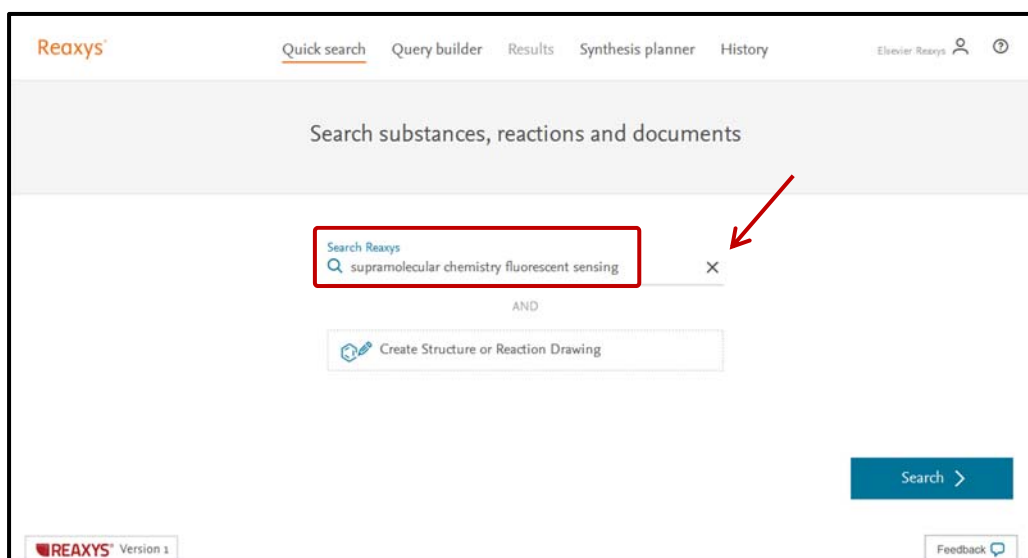 Reaxys
Quick search Query builder Results Synthesis planner History Elsevier Reaxys
Search substances, reactions and documents
Search Reaxys
supramolecular chemistry fluorescent sensing
AND
Create Structure or Reaction Drawing
Search
REAXYS® Version 1
Feedback